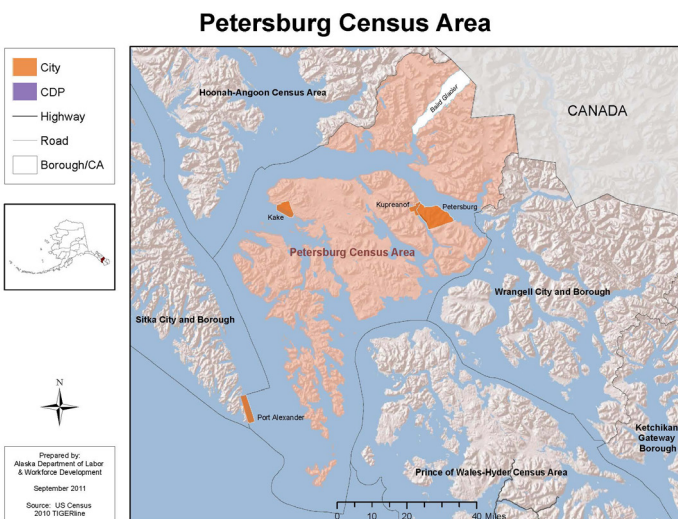 Petersburg Census Area
City
CDP
Highway
Road
Borough/CA
N
Prepared by:
Alaska Department of Labor
& Workforce Development
September 2011
Source: US Census
2010 TIGERline
Hoonah-Angoon Census Area
Baird Glacier
CANADA
Kake
Kupreanof
Petersburg
Petersburg Census Area
Wrangell City and Borough
Sitka City and Borough
Port Alexander
Ketchikan
Gateway
Borough
Prince of Wales-Hyder Census Area
0 10 20 40 Miles